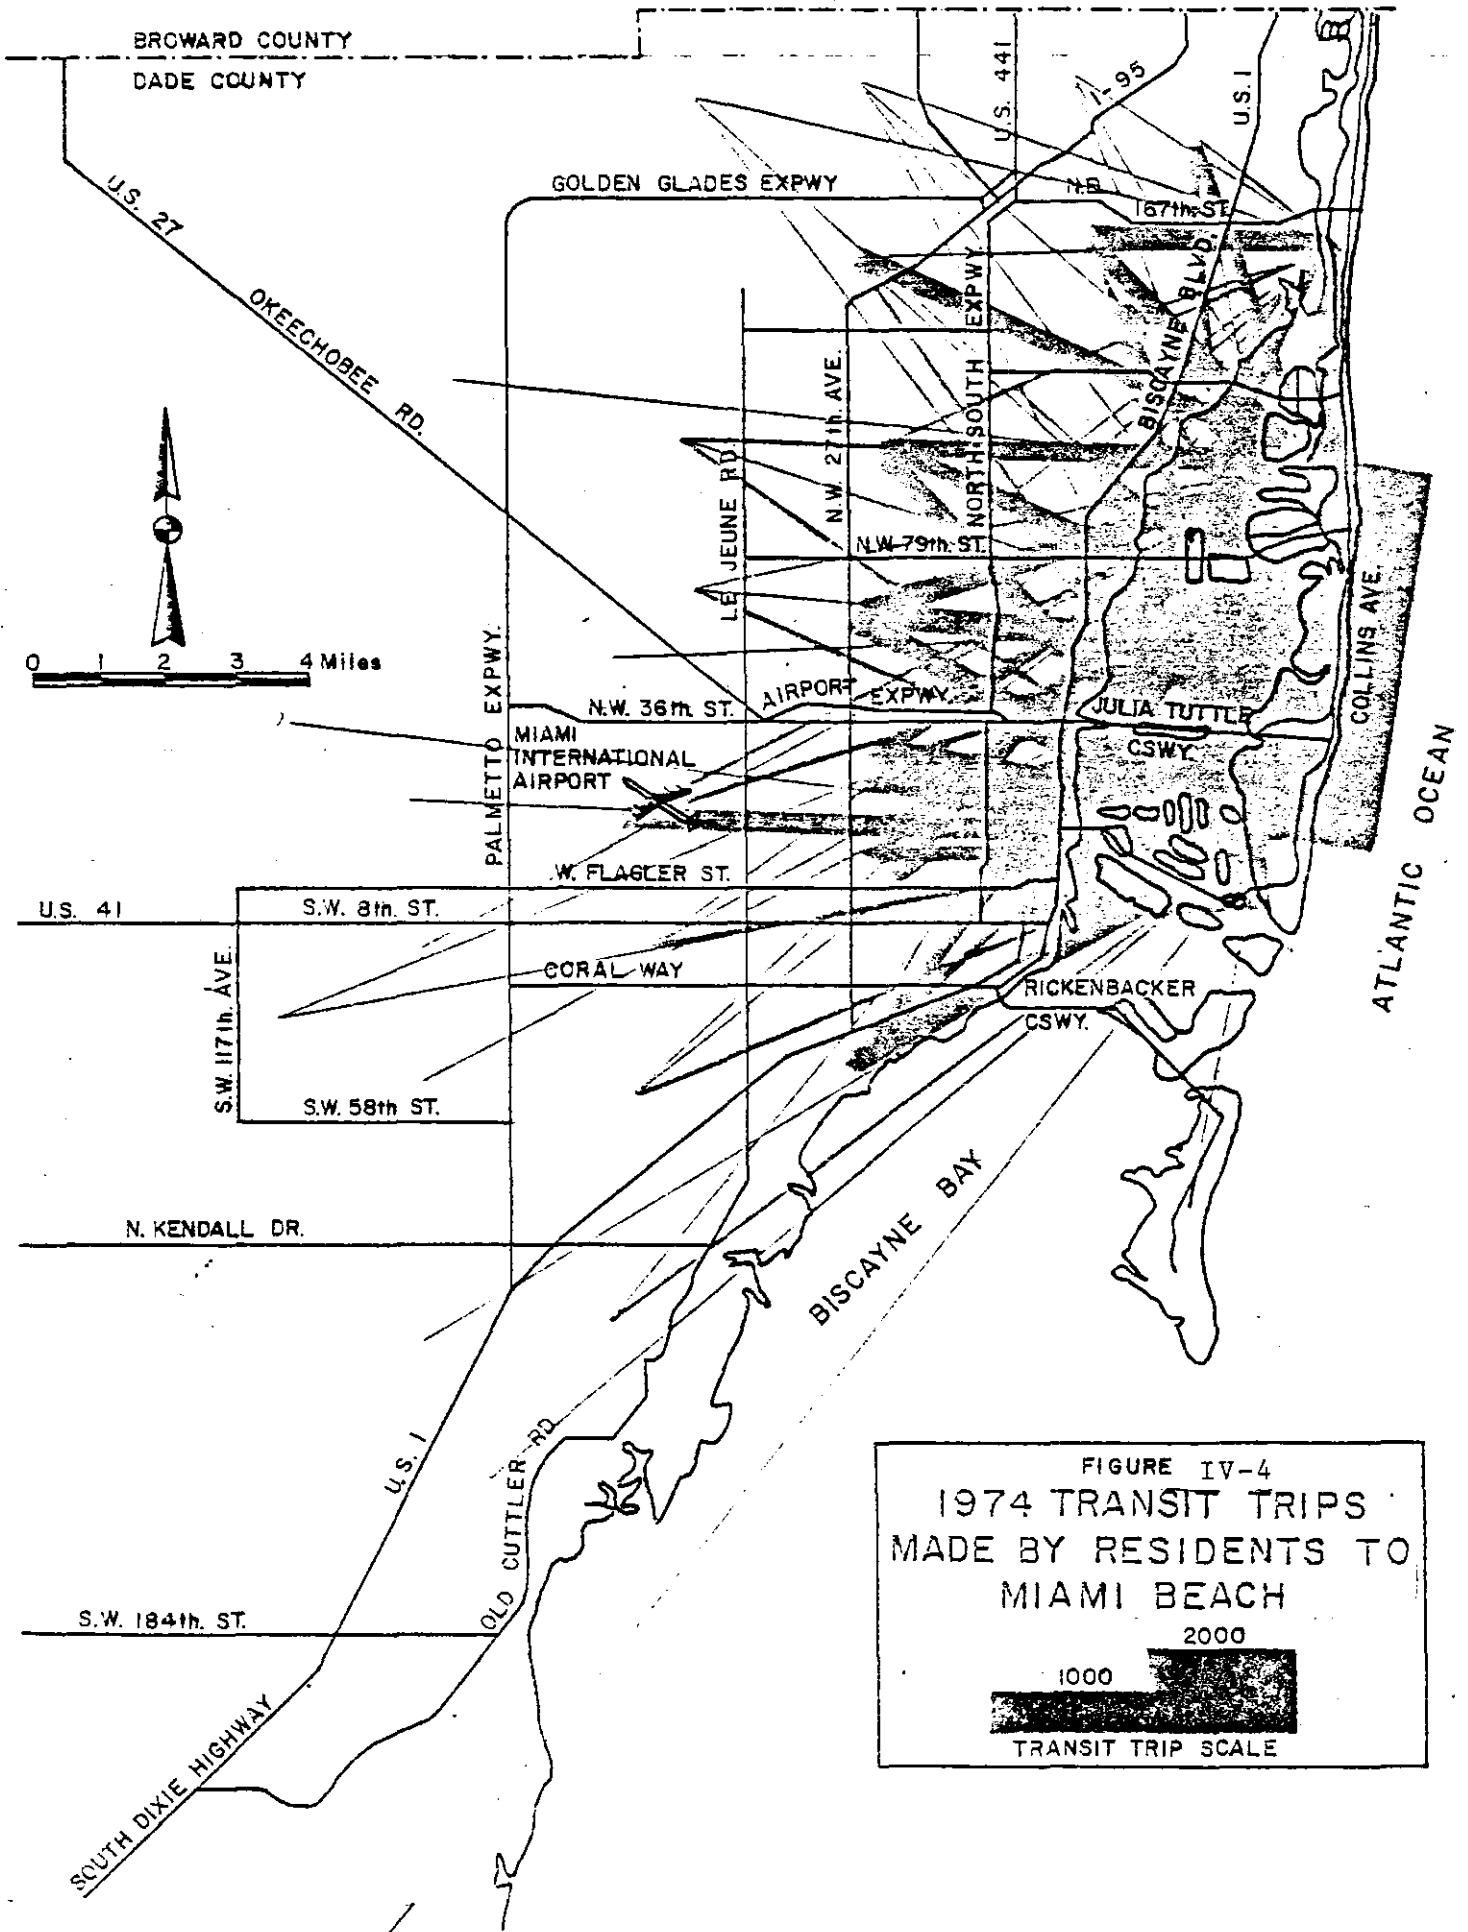 BROWARD COUNTY
DADE COUNTY
U.S. 441
I-95
U.S. 1
U.S. 27
GOLDEN GLADES EXPWY
N.E.
167th. ST.
OKEECHOBEE RD.
BISCAYNE BLVD.
NORTH-SOUTH EXPWY.
N.W. 27th AVE.
LE JEUNE RD.
N.W. 79th. ST.
COLLINS AVE.
0 1 2 3 4 Miles
PALMETTO EXPWY.
N.W. 36th. ST.
AIRPORT EXPWY.
JULIA TUTTLE
CSWY.
MIAMI
INTERNATIONAL
AIRPORT
ATLANTIC OCEAN
W. FLAGLER ST.
U.S. 41
S.W. 8th. ST.
S.W. 117th. AVE.
CORAL WAY
RICKENBACKER
CSWY.
S.W. 58th ST.
BISCAYNE BAY
N. KENDALL DR.
U.S. 1
OLD CUTTLER RD.
S.W. 184th. ST.
SOUTH DIXIE HIGHWAY
FIGURE IV-4
1974 TRANSIT TRIPS
MADE BY RESIDENTS TO
MIAMI BEACH
2000
1000
TRANSIT TRIP SCALE